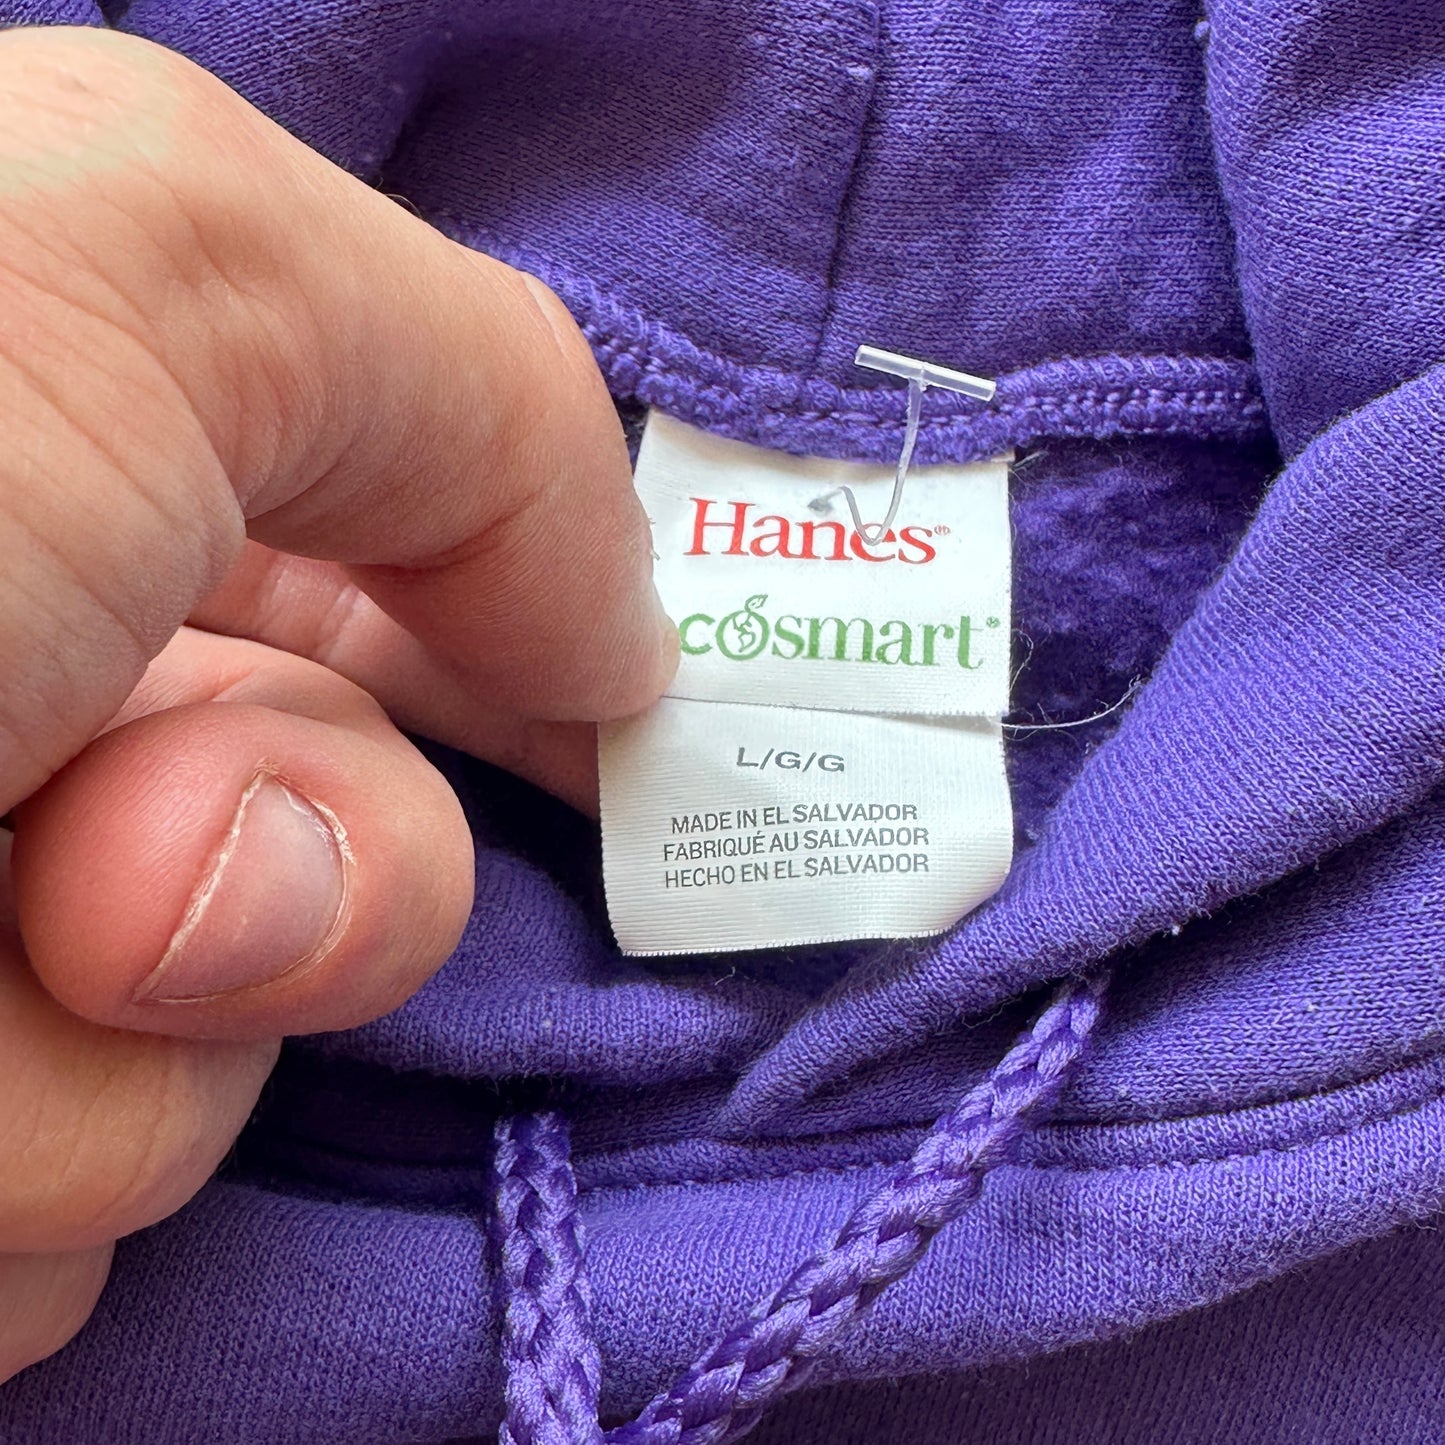 Hanes®
cosmart®
L/G/G
MADE IN EL SALVADOR
FABRIQUÉ AU SALVADOR
HECHO EN EL SALVADOR